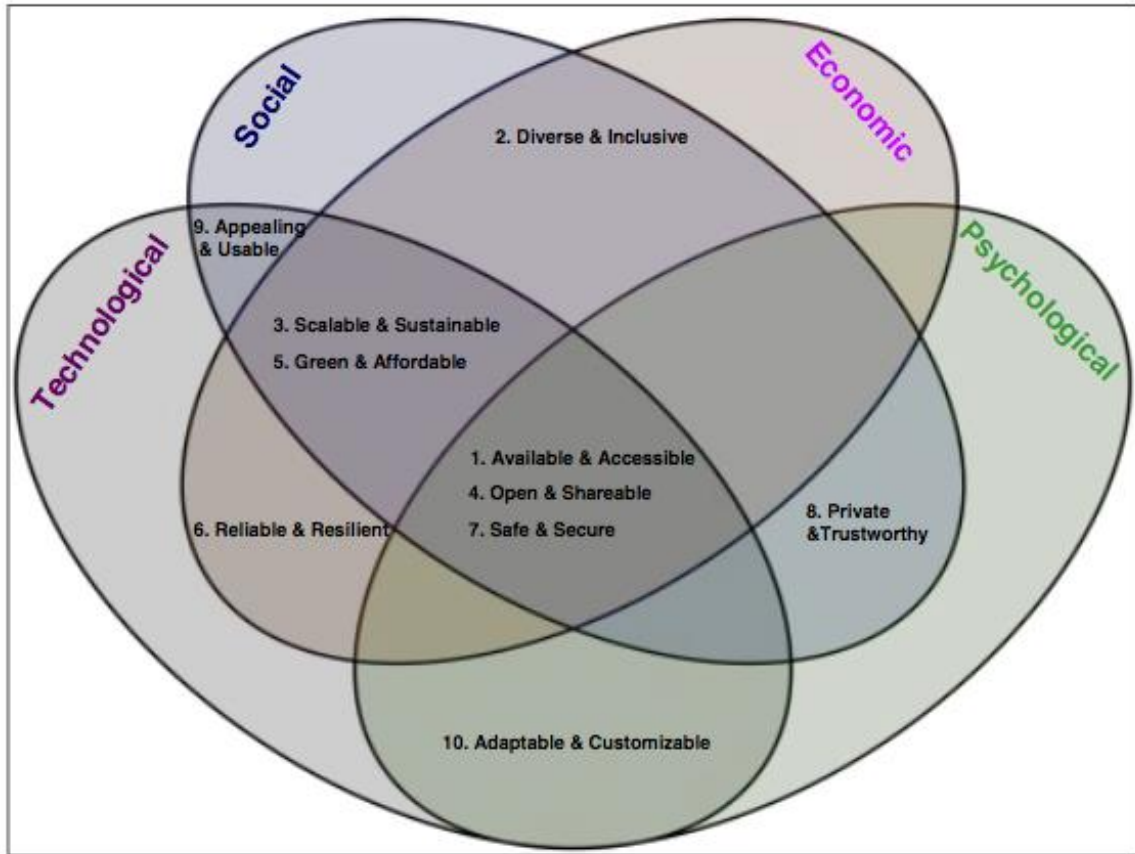 Social
Economic
2. Diverse & Inclusive
Technological
9. Appealing
& Usable
Psychological
3. Scalable & Sustainable
5. Green & Affordable
1. Available & Accessible
4. Open & Shareable
7. Safe & Secure
6. Reliable & Resilient
8. Private
&Trustworthy
10. Adaptable & Customizable